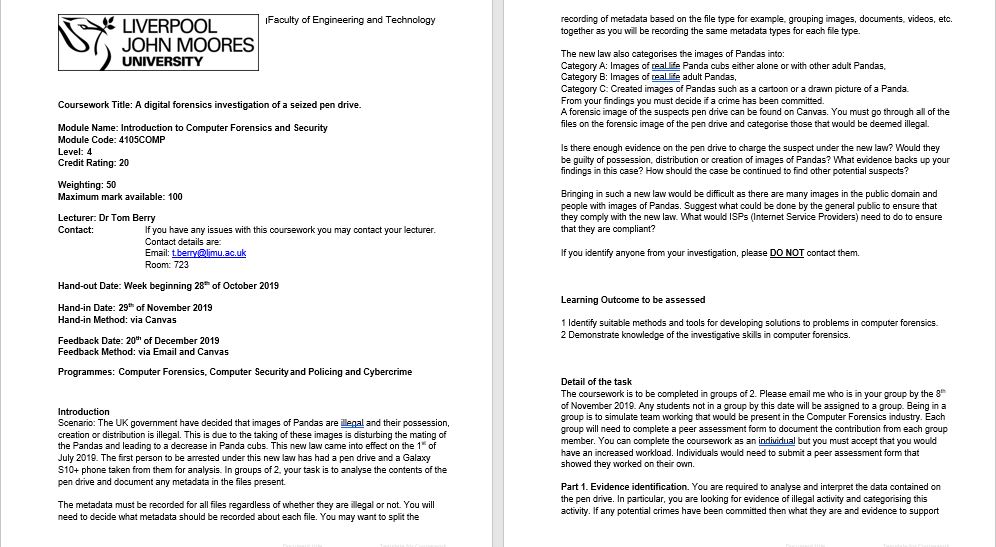 LIVERPOOL
JOHN MOORES
UNIVERSITY
Faculty of Engineering and Technology
Coursework Title: A digital forensics investigation of a seized pen drive.
Module Name: Introduction to Computer Forensics and Security
Module Code: 4105COMP
Level: 4
Credit Rating: 20
Weighting: 50
Maximum mark available: 100
Lecturer: Dr Tom Berry
Contact: If you have any issues with this coursework you may contact your lecturer.
Contact details are:
Email: t.berry@ljmu.ac.uk
Room: 723
Hand-out Date: Week beginning 28th of October 2019
Hand-in Date: 29th of November 2019
Hand-in Method: via Canvas
Feedback Date: 20th of December 2019
Feedback Method: via Email and Canvas
Programmes: Computer Forensics, Computer Security and Policing and Cybercrime
Introduction
Scenario: The UK government have decided that images of Pandas are illegal and their possession,
creation or distribution is illegal. This is due to the taking of these images is disturbing the mating of
the Pandas and leading to a decrease in Panda cubs. This new law came into effect on the 1st of
July 2019. The first person to be arrested under this new law has had a pen drive and a Galaxy
S10+ phone taken from them for analysis. In groups of 2, your task is to analyse the contents of the
pen drive and document any metadata in the files present.
The metadata must be recorded for all files regardless of whether they are illegal or not. You will
need to decide what metadata should be recorded about each file. You may want to split the
recording of metadata based on the file type for example, grouping images, documents, videos, etc.
together as you will be recording the same metadata types for each file type.
The new law also categorises the images of Pandas into:
Category A: Images of real life Panda cubs either alone or with other adult Pandas,
Category B: Images of real life adult Pandas,
Category C: Created images of Pandas such as a cartoon or a drawn picture of a Panda.
From your findings you must decide if a crime has been committed.
A forensic image of the suspects pen drive can be found on Canvas. You must go through all of the
files on the forensic image of the pen drive and categorise those that would be deemed illegal.
Is there enough evidence on the pen drive to charge the suspect under the new law? Would they
be guilty of possession, distribution or creation of images of Pandas? What evidence backs up your
findings in this case? How should the case be continued to find other potential suspects?
Bringing in such a new law would be difficult as there are many images in the public domain and
people with images of Pandas. Suggest what could be done by the general public to ensure that
they comply with the new law. What would ISPs (Internet Service Providers) need to do to ensure
that they are compliant?
If you identify anyone from your investigation, please DO NOT contact them.
Learning Outcome to be assessed
1 Identify suitable methods and tools for developing solutions to problems in computer forensics.
2 Demonstrate knowledge of the investigative skills in computer forensics.
Detail of the task
The coursework is to be completed in groups of 2. Please email me who is in your group by the 8th
of November 2019. Any students not in a group by this date will be assigned to a group. Being in a
group is to simulate team working that would be present in the Computer Forensics industry. Each
group will need to complete a peer assessment form to document the contribution from each group
member. You can complete the coursework as an individual but you must accept that you would
have an increased workload. Individuals would need to submit a peer assessment form that
showed they worked on their own.
Part 1. Evidence identification. You are required to analyse and interpret the data contained on
the pen drive. In particular, you are looking for evidence of illegal activity and categorising this
activity. If any potential crimes have been committed then what they are and evidence to support